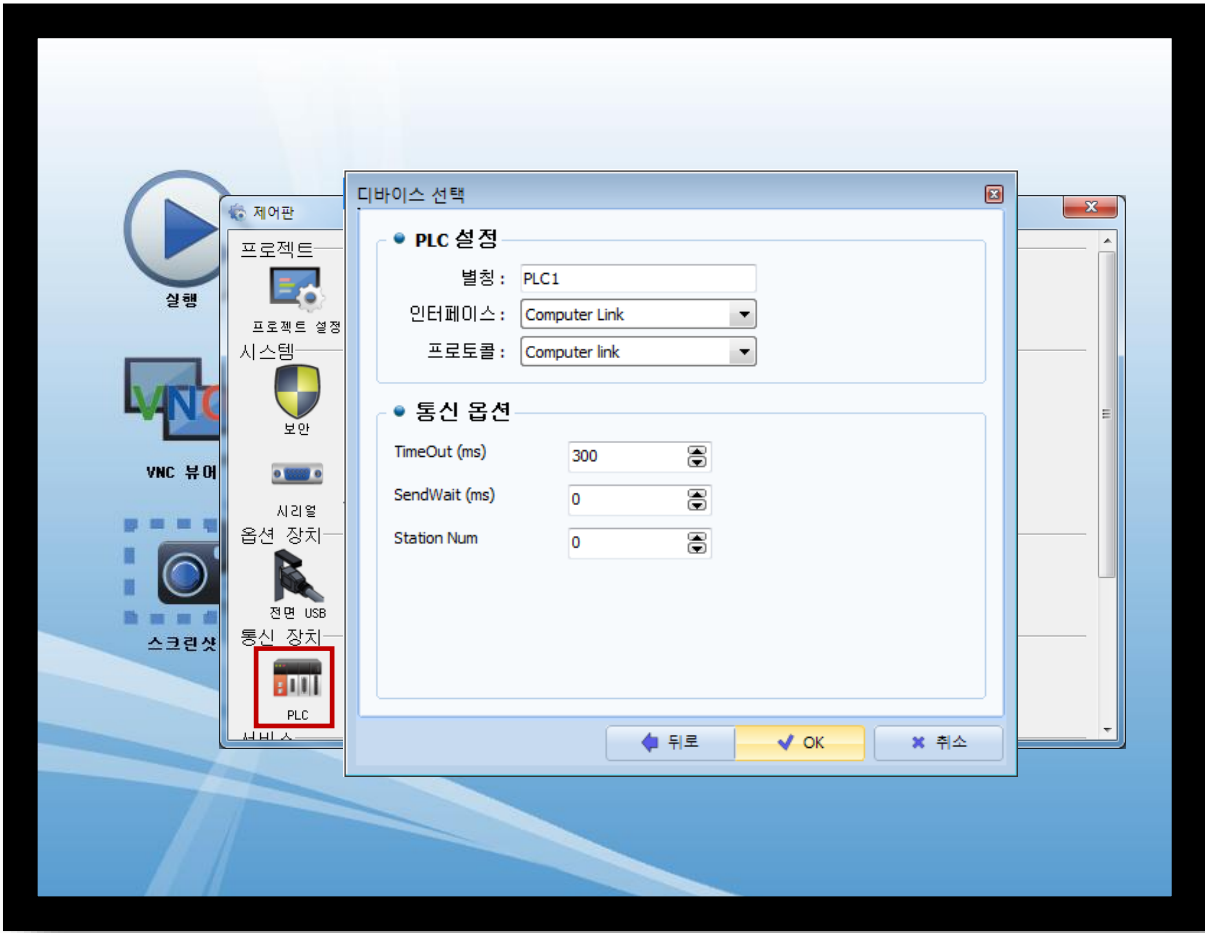 실행
VNC 뷰어
스크린샷
제어판
프로젝트
프로젝트 설정
시스템
보안
시리얼
옵션 장치
전면 USB
통신 장치
PLC
서비스
디바이스 선택
PLC 설정
별칭 : PLC1
인터페이스 : Computer Link
프로토콜 : Computer link
통신 옵션
TimeOut (ms) 300
SendWait (ms) 0
Station Num 0
뒤로 OK 취소